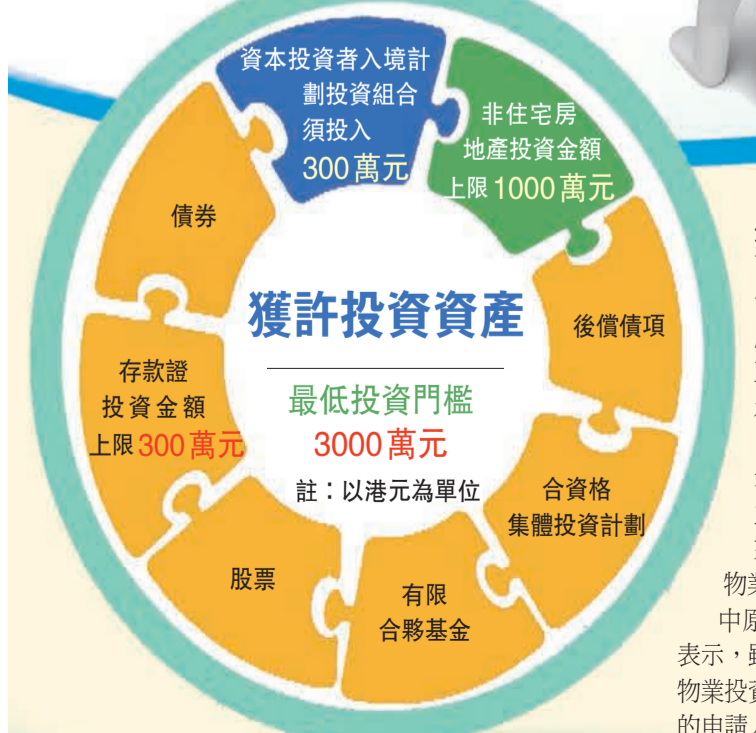 資本投資者入境計
劃投資組合
須投入
300萬元
非住宅房
地產投資金額
上限1000萬元
後償債項
合資格
集體投資計劃
有限
合夥基金
股票
存款證
投資金額
上限300萬元
債券
獲許投資資產
最低投資門檻
3000萬元
註：以港元為單位
物業
中原
表示，雖
物業投資
的申請人